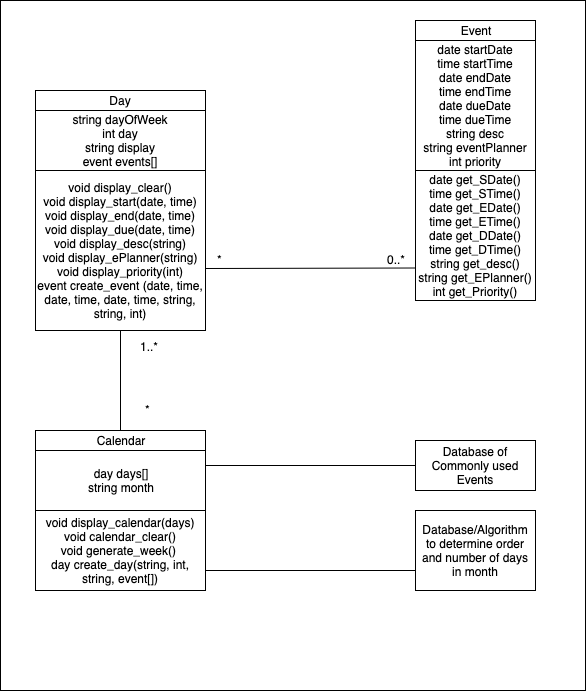 Event
date startDate
time startTime
date endDate
time endTime
date dueDate
time dueTime
string desc
string eventPlanner
int priority
date get_SDate()
time get_STime()
date get_EDate()
time get_ETime()
date get_DDate()
time get_DTime()
string get_desc()
string get_EPlanner()
int get_Priority()
Day
string dayOfWeek
int day
string display
event events[]
void display_clear()
void display_start(date, time)
void display_end(date, time)
void display_due(date, time)
void display_desc(string)
void display_ePlanner(string)
void display_priority(int)
event create_event (date, time,
date, time, date, time, string,
string, int)
*
0..*
1..*
*
Calendar
day days[]
string month
void display_calendar(days)
void calendar_clear()
void generate_week()
day create_day(string, int,
string, event[])
Database of
Commonly used
Events
Database/Algorithm
to determine order
and number of days
in month